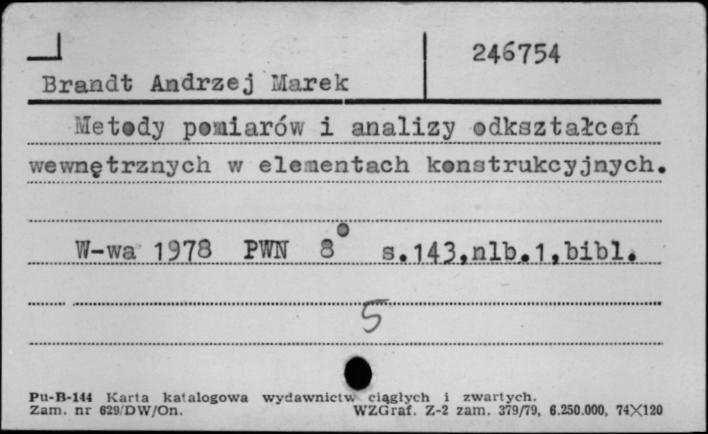 246754
Brandt Andrzej Marek
Metody pomiarów i analizy odkształceń
wewnętrznych w elementach konstrukcyjnych.
W-wa 1978 PWN 8° s.143,nlb.1,bibl.
5
Pu-B-144 Karta katalogowa wydawnictw ciągłych i zwartych.
Zam. nr 629/DW/On. WZGraf. Z-2 zam. 379/79, 6.250.000, 74X120